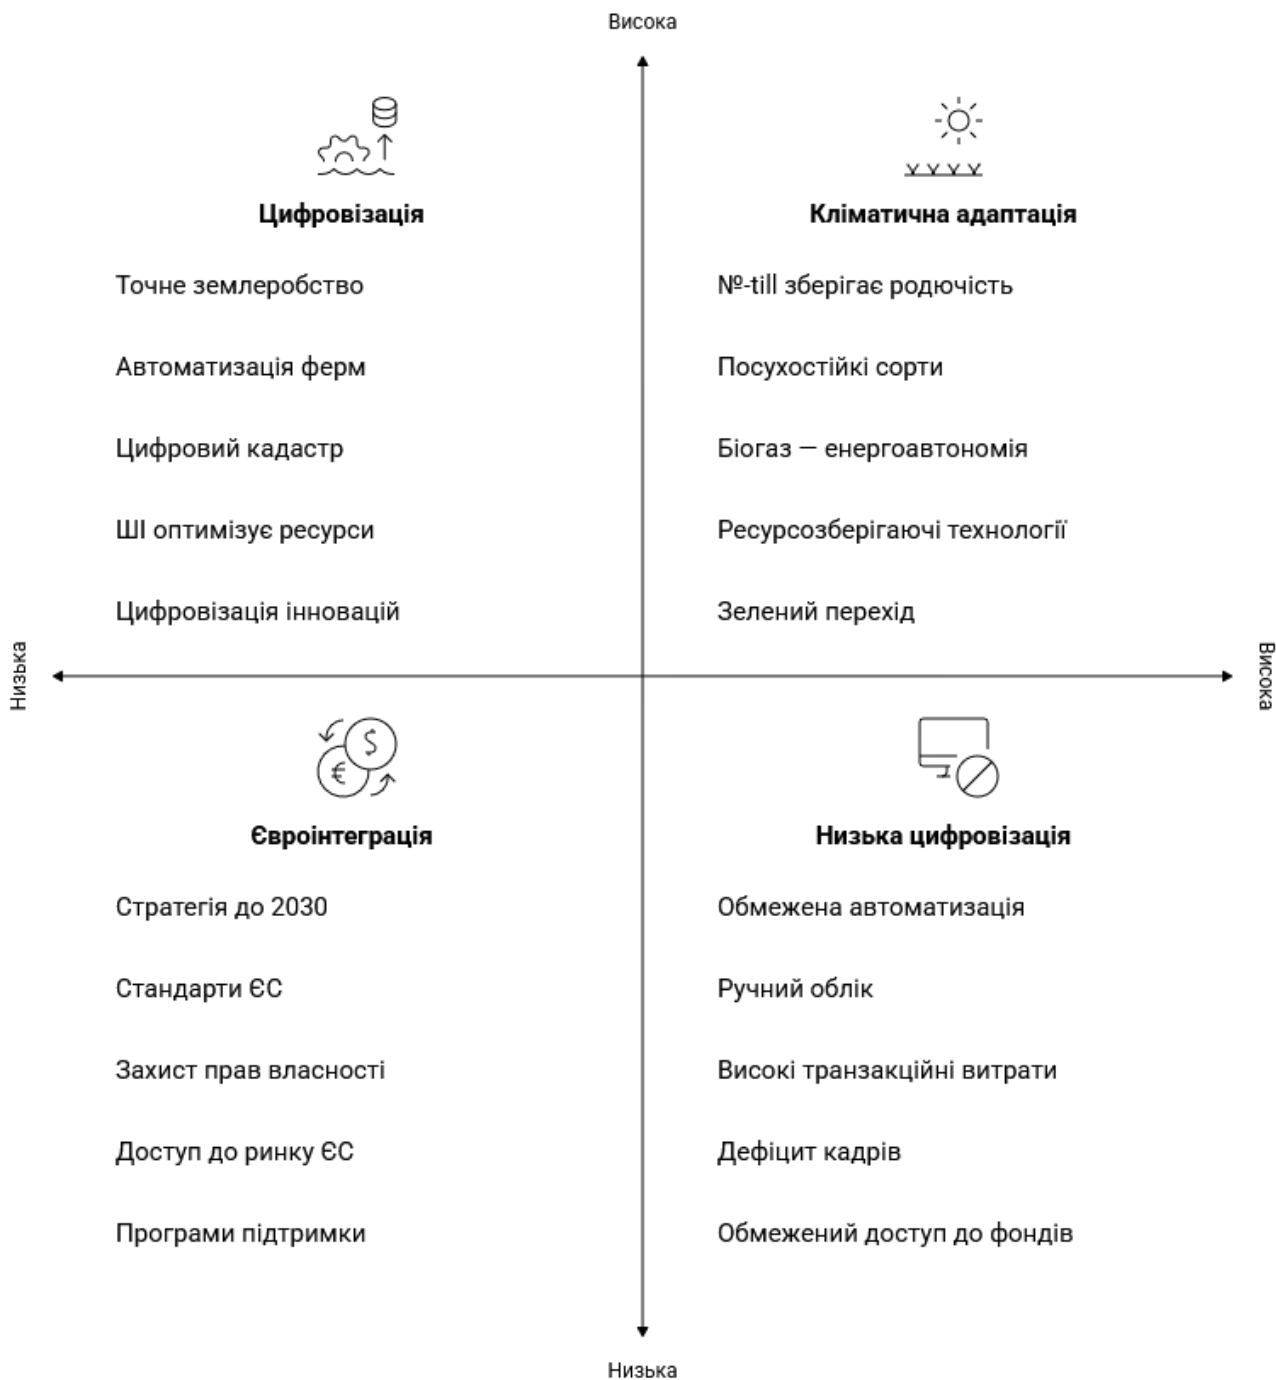 Висока
Цифровізація
Точне землеробство
Автоматизація ферм
Цифровий кадастр
ШІ оптимізує ресурси
Цифровізація інновацій
Кліматична адаптація
№-till зберігає родючість
Посухостійкі сорти
Біогаз — енергоавтономія
Ресурсозберігаючі технології
Зелений перехід
Низька
Висока
Євроінтеграція
Стратегія до 2030
Стандарти ЄС
Захист прав власності
Доступ до ринку ЄС
Програми підтримки
Низька цифровізація
Обмежена автоматизація
Ручний облік
Високі транзакційні витрати
Дефіцит кадрів
Обмежений доступ до фондів
Низька